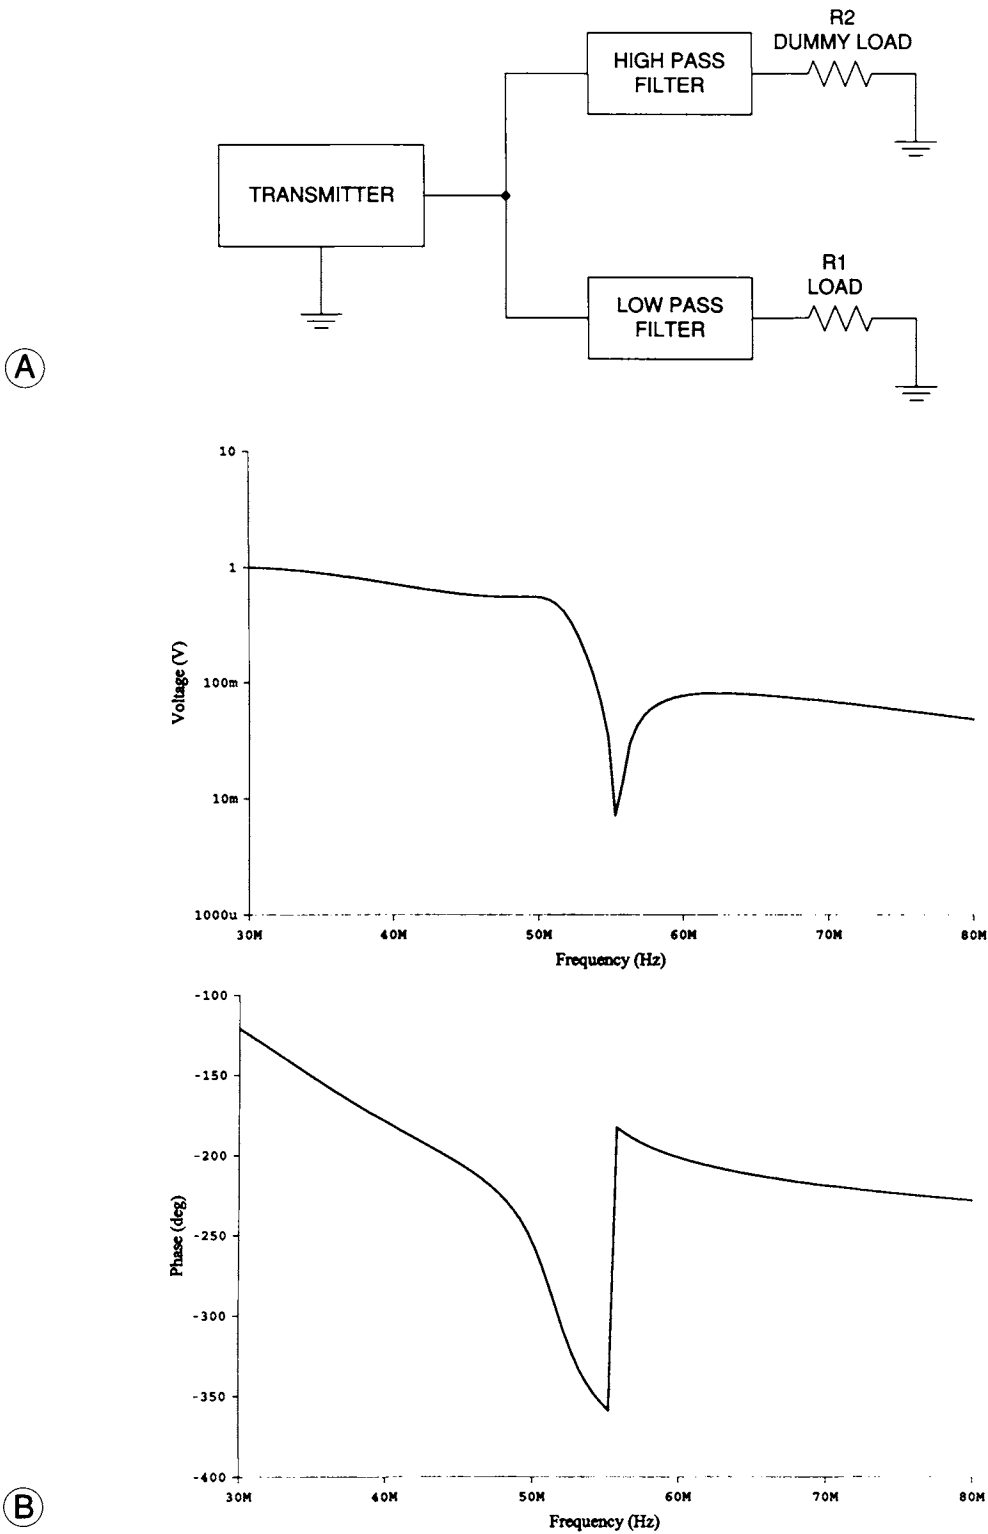 R2
DUMMY LOAD
HIGH PASS
FILTER
TRANSMITTER
R1
LOAD
LOW PASS
FILTER
A
10
1
100m
10m
1000u
Voltage (V)
30M 40M 50M 60M 70M 80M
Frequency (Hz)
-100
-150
-200
-250
-300
-350
-400
Phase (deg)
30M 40M 50M 60M 70M 80M
Frequency (Hz)
B